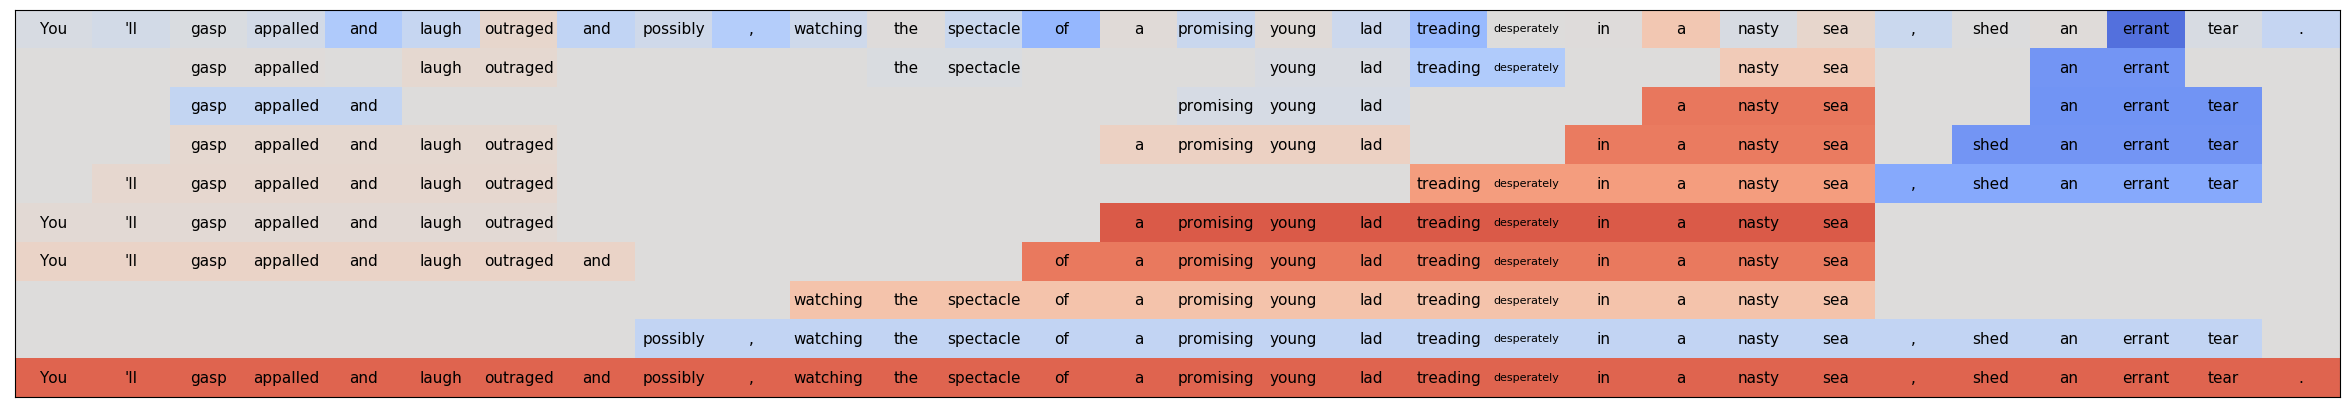 You 'll gasp appalled and laugh outraged and possibly , watching the spectacle of a promising young lad treading desperately in a nasty sea , shed an errant tear .
gasp appalled laugh outraged the spectacle young lad treading desperately nasty sea an errant
gasp appalled and promising young lad a nasty sea an errant tear
gasp appalled and laugh outraged a promising young lad in a nasty sea shed an errant tear
'll gasp appalled and laugh outraged treading desperately in a nasty sea , shed an errant tear
You 'll gasp appalled and laugh outraged a promising young lad treading desperately in a nasty sea
You 'll gasp appalled and laugh outraged and of a promising young lad treading desperately in a nasty sea
watching the spectacle of a promising young lad treading desperately in a nasty sea
possibly , watching the spectacle of a promising young lad treading desperately in a nasty sea , shed an errant tear
You 'll gasp appalled and laugh outraged and possibly , watching the spectacle of a promising young lad treading desperately in a nasty sea , shed an errant tear .